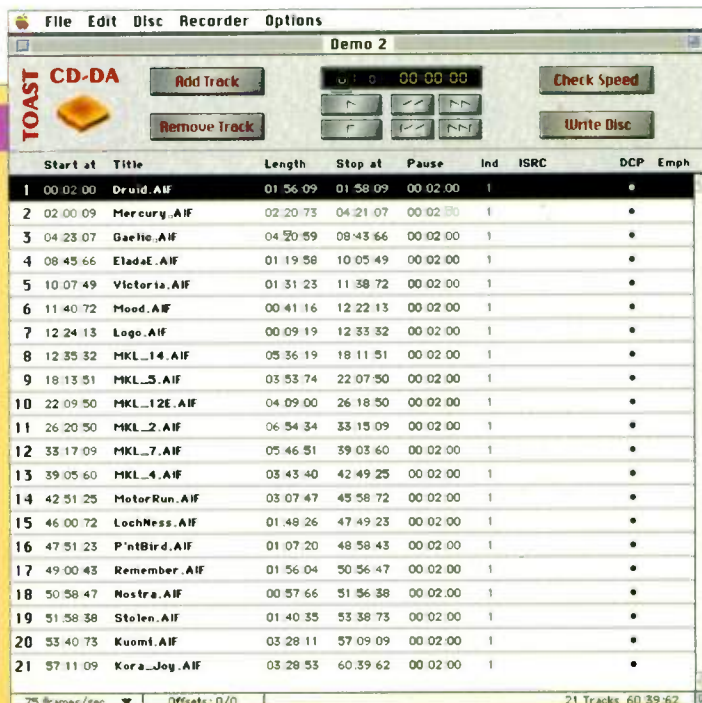 File Edit Disc Recorder Options
Demo 2
TOAST CD-DA
Add Track 00:00:00 Check Speed
Remove Track Write Disc
Start at Title Length Stop at Pause Ind ISRC DCP Emph
1 00:02:00 Druid.AIF 01:56:09 01:58:09 00:02:00 1 •
2 02:00:09 Mercury.AIF 02:20:73 04:21:07 1 •
3 04:23:07 Gaelic.AIF 04:20:59 08:43:66 00:02:00 1 •
4 08:45:66 EladaE.AIF 01:19:58 10:05:49 00:02:00 1 •
5 10:07:49 Victoria.AIF 01:31:23 11:38:72 00:02:00 1 •
6 11:40:72 Mood.AIF 00:41:16 12:22:13 00:02:00 1 •
7 12:24:13 Logo.AIF 00:09:19 12:33:32 00:02:00 1 •
8 12:35:32 MKL_14.AIF 05:36:19 18:11:51 00:02:00 1 •
9 18:13:51 MKL_5.AIF 03:53:74 22:07:50 00:02:00 1 •
10 22:09:50 MKL_12E.AIF 04:09:00 26:18:50 00:02:00 1 •
11 26:20:50 MKL_2.AIF 06:54:34 33:15:09 00:02:00 1 •
12 33:17:09 MKL_7.AIF 05:46:51 39:03:60 00:02:00 1 •
13 39:05:60 MKL_4.AIF 03:43:40 42:49:25 00:02:00 1 •
14 42:51:25 MotorRun.AIF 03:07:47 45:58:72 00:02:00 1 •
15 46:00:72 LochNess.AIF 01:48:26 47:49:23 00:02:00 1 •
16 47:51:23 P'ntBird.AIF 01:07:20 48:58:43 00:02:00 1 •
17 49:00:43 Remember.AIF 01:56:04 50:56:47 00:02:00 1 •
18 50:58:47 Nostra.AIF 00:57:66 51:56:38 00:02:00 1 •
19 51:58:38 Stolen.AIF 01:40:35 53:38:73 00:02:00 1 •
20 53:40:73 Kuomi.AIF 03:28:11 57:09:09 00:02:00 1 •
21 57:11:09 Kora_Joy.AIF 03:28:53 60:39:62 00:02:00 1 •
75 frames/sec Offsets: 0/0 21 Tracks 60:39:62